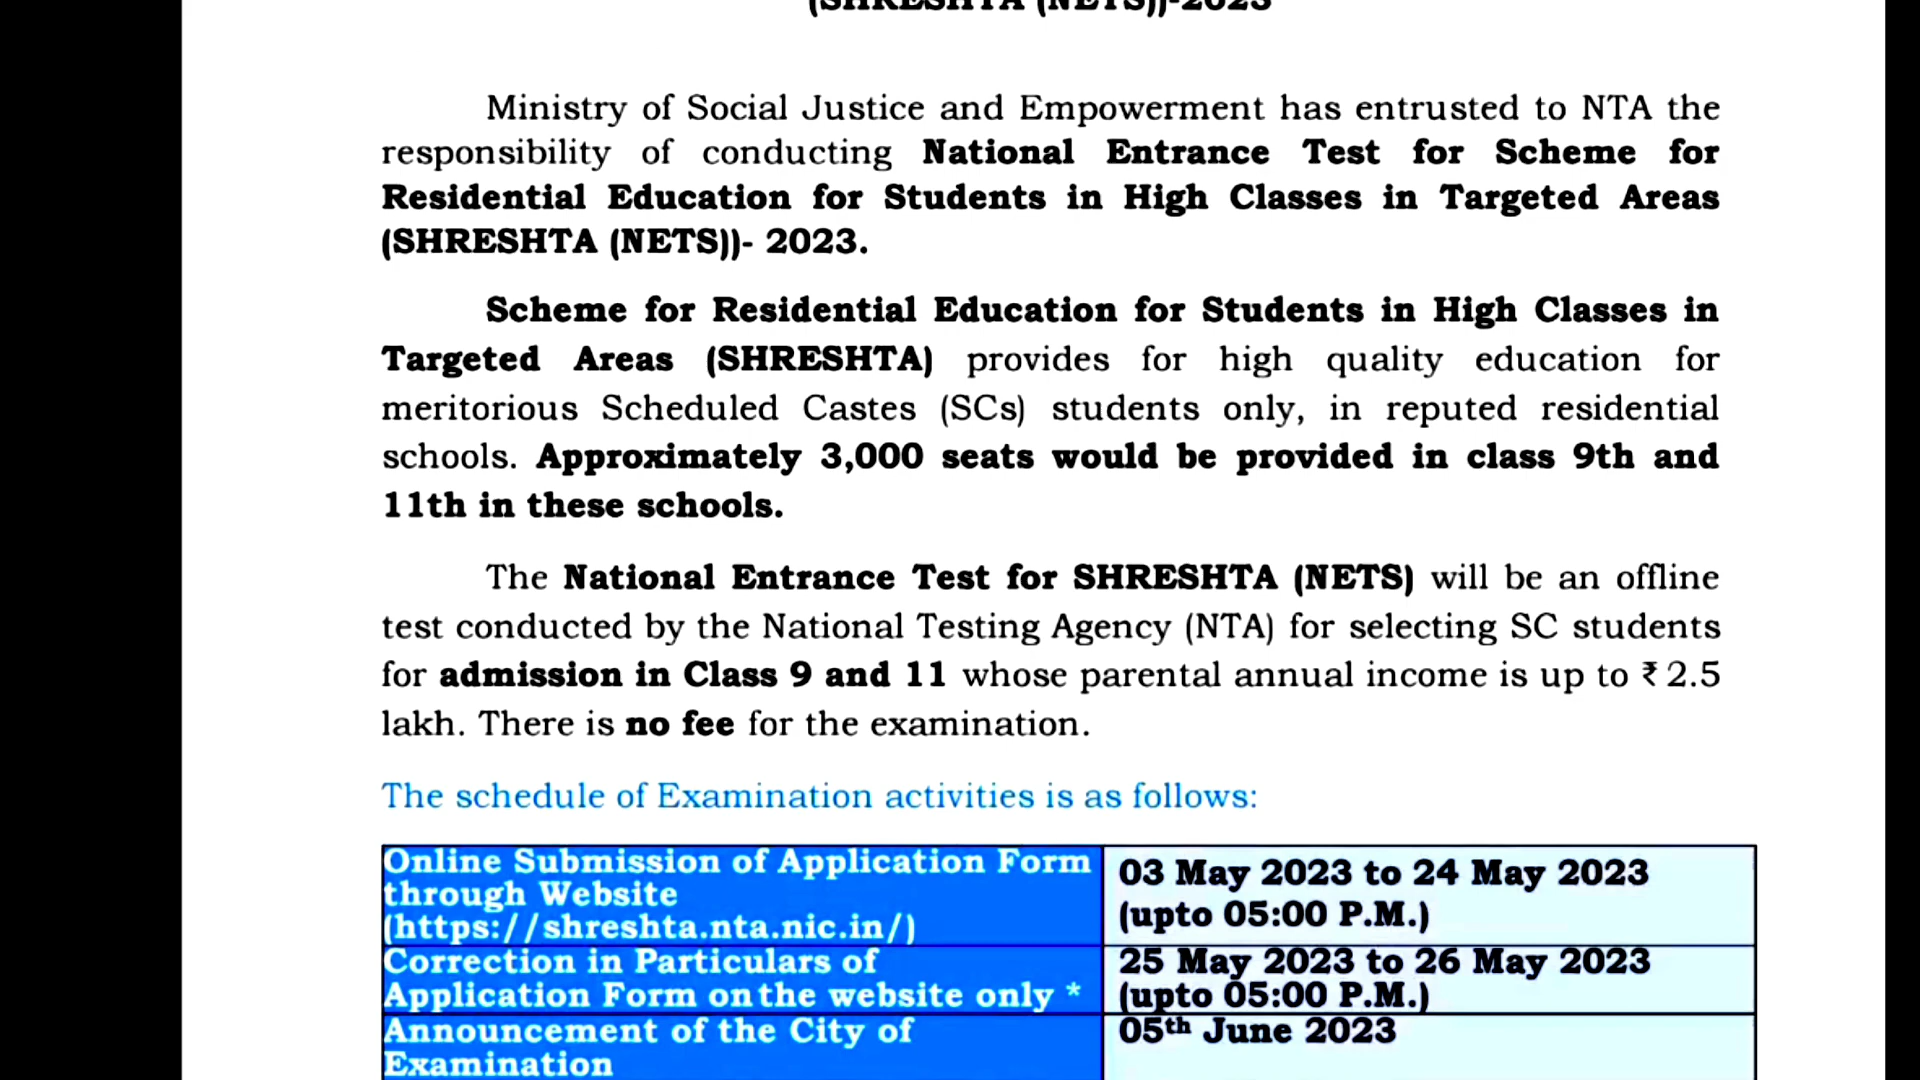 (SHRESHTA (NETS))-2023
Ministry of Social Justice and Empowerment has entrusted to NTA the
responsibility of conducting National Entrance Test for Scheme for
Residential Education for Students in High Classes in Targeted Areas
(SHRESHTA (NETS))- 2023.
Scheme for Residential Education for Students in High Classes in
Targeted Areas (SHRESHTA) provides for high quality education for
meritorious Scheduled Castes (SCs) students only, in reputed residential
schools. Approximately 3,000 seats would be provided in class 9th and
11th in these schools.
The National Entrance Test for SHRESHTA (NETS) will be an offline
test conducted by the National Testing Agency (NTA) for selecting SC students
for admission in Class 9 and 11 whose parental annual income is up to ₹ 2.5
lakh. There is no fee for the examination.
The schedule of Examination activities is as follows:
Online Submission of Application Form
through Website
(https://shreshta.nta.nic.in/)
03 May 2023 to 24 May 2023
(upto 05:00 P.M.)
Correction in Particulars of
Application Form on the website only *
25 May 2023 to 26 May 2023
(upto 05:00 P.M.)
Announcement of the City of
Examination
05th June 2023